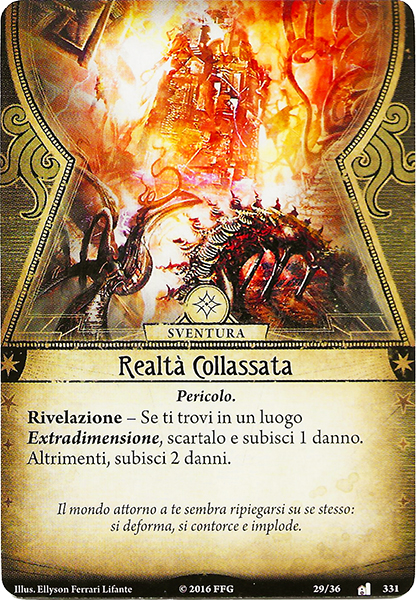 SVENTURA
Realtà Collassata
Pericolo.
Rivelazione – Se ti trovi in un luogo
Extradimensione, scartalo e subisci 1 danno.
Altrimenti, subisci 2 danni.
Il mondo attorno a te sembra ripiegarsi su se stesso:
si deforma, si contorce e implode.
Illus. Ellyson Ferrari Lifante © 2016 FFG 29/36 331